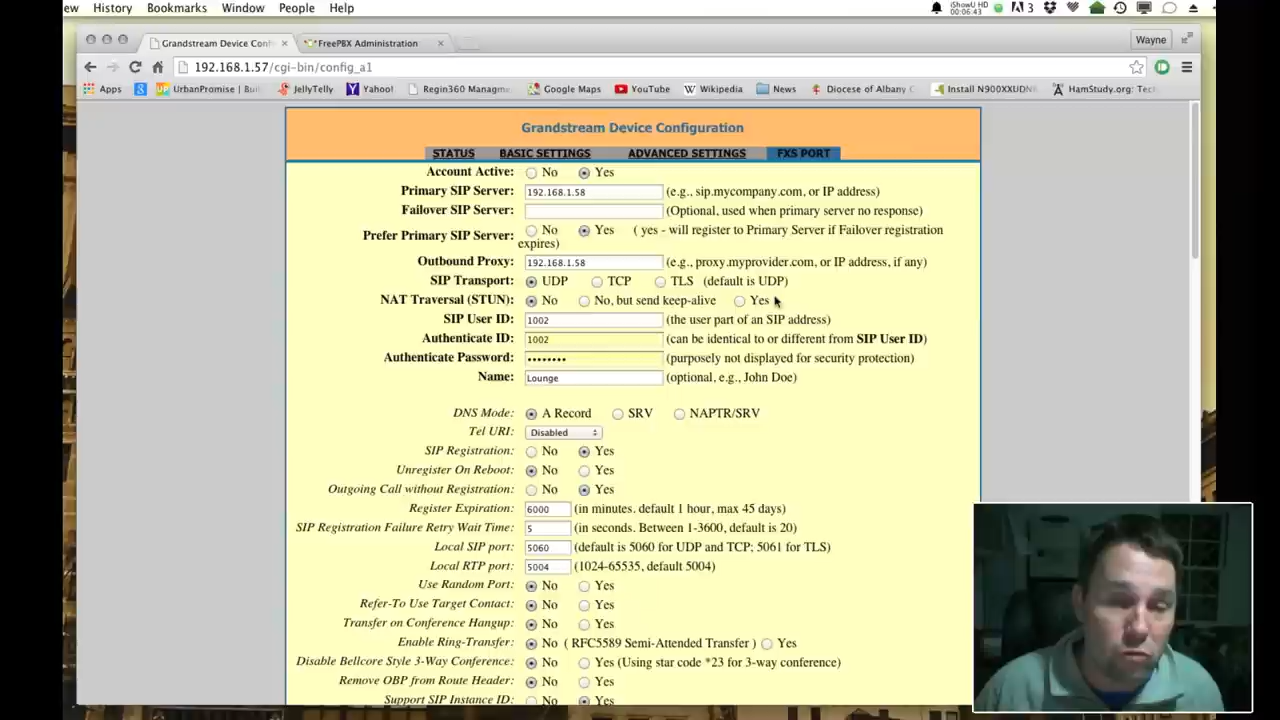 ew History Bookmarks Window People Help iShowU HD 00:06:43 3
Grandstream Device Confi FreePBX Administration Wayne
192.168.1.57/cgi-bin/config_a1
Apps UrbanPromise | Bui JellyTelly Yahoo! Regin360 Managm Google Maps YouTube Wikipedia News Diocese of Albany C Install N900XXUDN HamStudy.org: Tec
Grandstream Device Configuration
STATUS BASIC SETTINGS ADVANCED SETTINGS FXS PORT
Account Active: No Yes
Primary SIP Server: 192.168.1.58 (e.g., sip.mycompany.com, or IP address)
Failover SIP Server: (Optional, used when primary server no response)
Prefer Primary SIP Server: No Yes ( yes - will register to Primary Server if Failover registration
expires)
Outbound Proxy: 192.168.1.58 (e.g., proxy.myprovider.com, or IP address, if any)
SIP Transport: UDP TCP TLS (default is UDP)
NAT Traversal (STUN): No No, but send keep-alive Yes
SIP User ID: 1002 (the user part of an SIP address)
Authenticate ID: 1002 (can be identical to or different from SIP User ID)
Authenticate Password: •••••••• (purposely not displayed for security protection)
Name: Lounge (optional, e.g., John Doe)
DNS Mode: A Record SRV NAPTR/SRV
Tel URI: Disabled
SIP Registration: No Yes
Unregister On Reboot: No Yes
Outgoing Call without Registration: No Yes
Register Expiration: 6000 (in minutes. default 1 hour, max 45 days)
SIP Registration Failure Retry Wait Time: 5 (in seconds. Between 1-3600, default is 20)
Local SIP port: 5060 (default is 5060 for UDP and TCP; 5061 for TLS)
Local RTP port: 5004 (1024-65535, default 5004)
Use Random Port: No Yes
Refer-To Use Target Contact: No Yes
Transfer on Conference Hangup: No Yes
Enable Ring-Transfer: No ( RFC5589 Semi-Attended Transfer ) Yes
Disable Bellcore Style 3-Way Conference: No Yes (Using star code *23 for 3-way conference)
Remove OBP from Route Header: No Yes
Support SIP Instance ID: No Yes